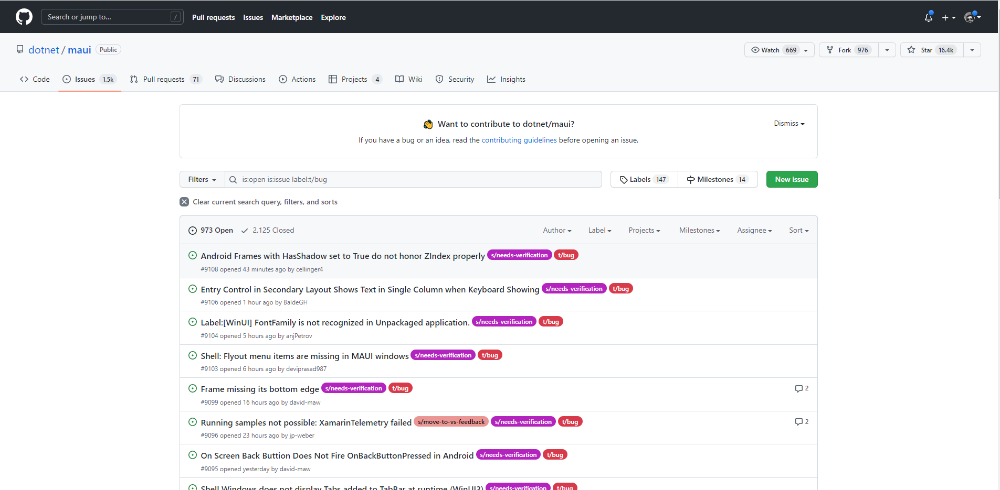 Search or jump to... /
Pull requests Issues Marketplace Explore
dotnet / maui Public
Watch 669 Fork 976 Star 16.4k
Code Issues 1.5k Pull requests 71 Discussions Actions Projects 4 Wiki Security Insights
👋 Want to contribute to dotnet/maui?
Dismiss
If you have a bug or an idea, read the contributing guidelines before opening an issue.
Filters is:open is:issue label:t/bug Labels 147 Milestones 14 New issue
Clear current search query, filters, and sorts
973 Open 2,125 Closed Author Label Projects Milestones Assignee Sort
Android Frames with HasShadow set to True do not honor ZIndex properly s/needs-verification t/bug
#9108 opened 43 minutes ago by cellinger4
Entry Control in Secondary Layout Shows Text in Single Column when Keyboard Showing s/needs-verification t/bug
#9106 opened 1 hour ago by BaldeGH
Label:[WinUI] FontFamily is not recognized in Unpackaged application. s/needs-verification t/bug
#9104 opened 5 hours ago by anjPetrov
Shell: Flyout menu items are missing in MAUI windows s/needs-verification t/bug
#9103 opened 6 hours ago by deviprasad987
Frame missing its bottom edge s/needs-verification t/bug 2
#9099 opened 16 hours ago by david-maw
Running samples not possible: XamarinTelemetry failed s/move-to-vs-feedback s/needs-verification t/bug 2
#9096 opened 23 hours ago by jp-weber
On Screen Back Buttion Does Not Fire OnBackButtonPressed in Android s/needs-verification t/bug
#9095 opened yesterday by david-maw
Shell Windows does not display Tabs added to TabBar at runtime (WinUI3) s/needs-verification t/bug